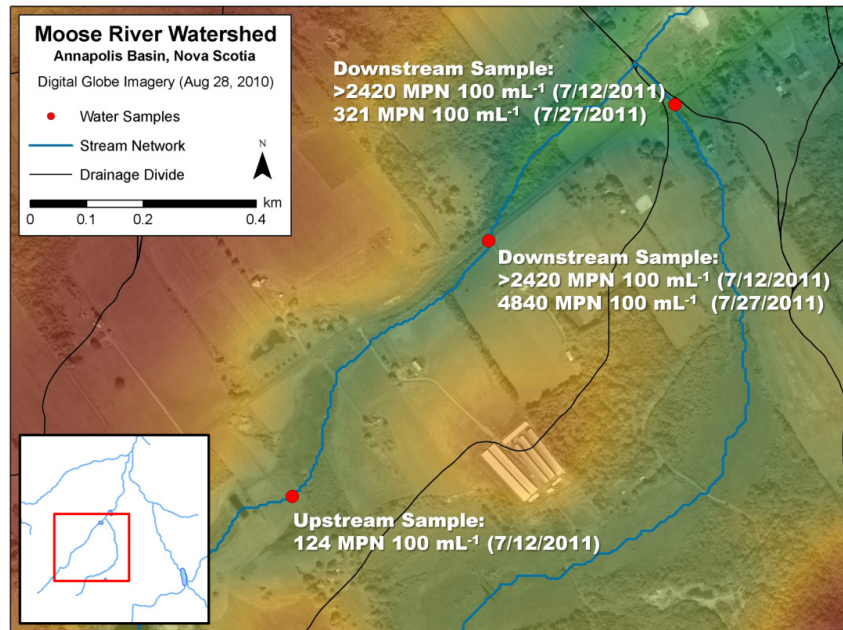 Moose River Watershed
Annapolis Basin, Nova Scotia
Digital Globe Imagery (Aug 28, 2010)
Water Samples
Stream Network
N
Drainage Divide
km
0 0.1 0.2 0.4
Downstream Sample:
>2420 MPN 100 mL⁻¹ (7/12/2011)
321 MPN 100 mL⁻¹ (7/27/2011)
Downstream Sample:
>2420 MPN 100 mL⁻¹ (7/12/2011)
4840 MPN 100 mL⁻¹ (7/27/2011)
Upstream Sample:
124 MPN 100 mL⁻¹ (7/12/2011)